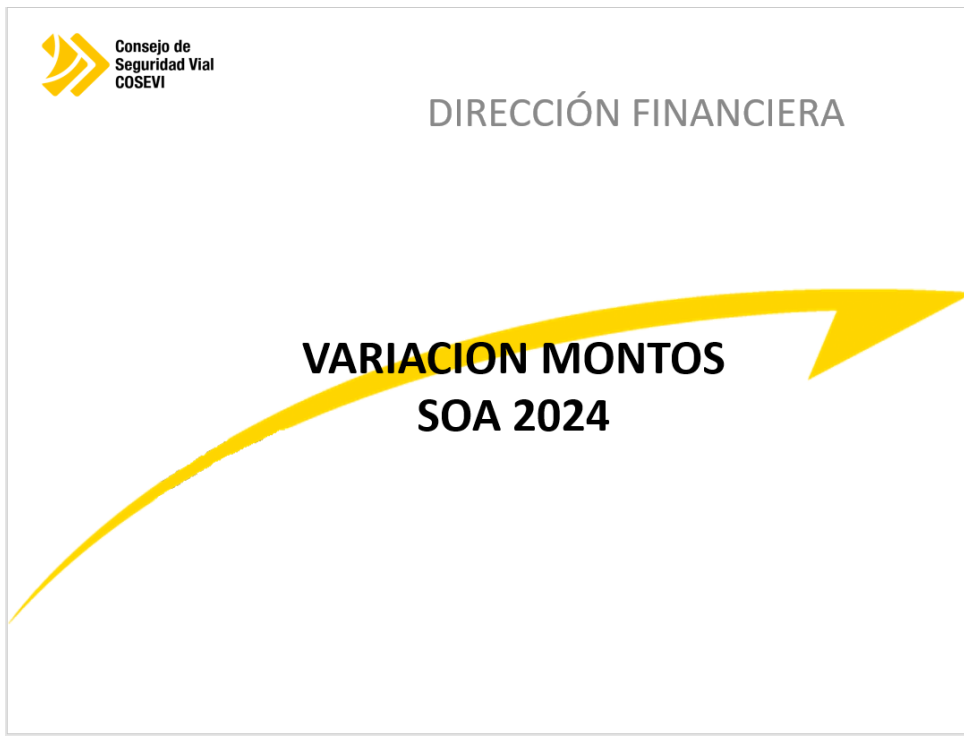 Consejo de
Seguridad Vial
COSEVI
DIRECCIÓN FINANCIERA
VARIACION MONTOS
SOA 2024